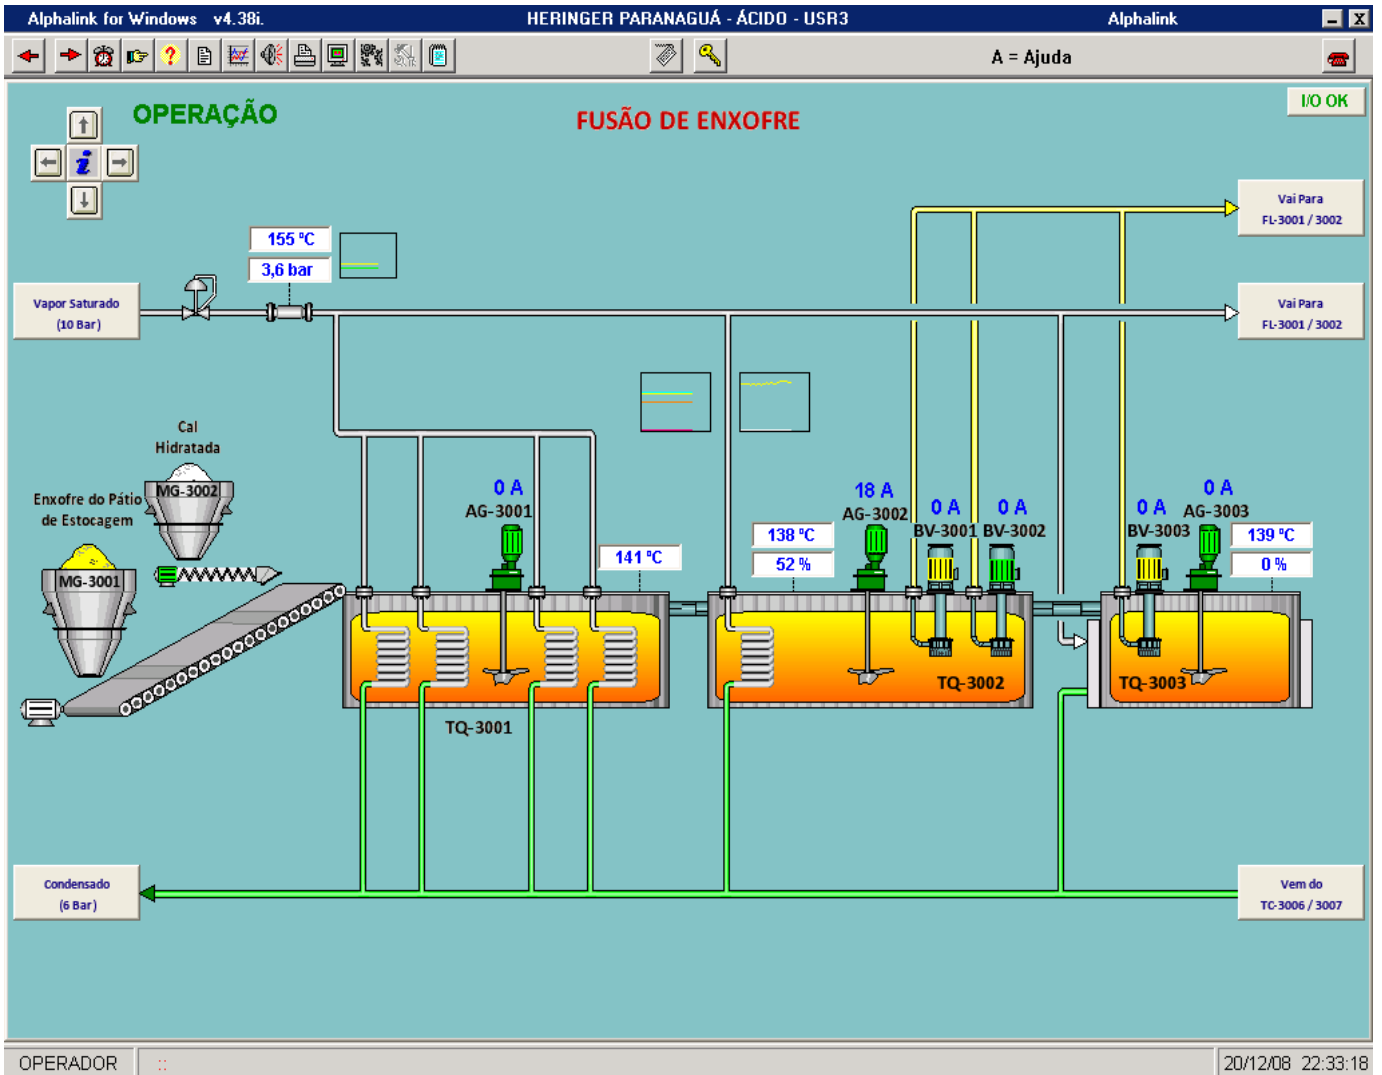 Alphalink for Windows v4.38i.
HERINGER PARANAGUÁ - ÁCIDO - USR3
Alphalink
A = Ajuda
I/O OK
OPERAÇÃO
FUSÃO DE ENXOFRE
Vai Para
FL-3001 / 3002
155 ºC
3,6 bar
Vapor Saturado
(10 Bar)
Vai Para
FL-3001 / 3002
Cal
Hidratada
MG-3002
Enxofre do Pátio
de Estocagem
MG-3001
0 A
AG-3001
141 ºC
18 A
AG-3002
138 ºC
52 %
0 A
BV-3001
0 A
BV-3002
0 A
BV-3003
0 A
AG-3003
139 ºC
0 %
TQ-3001
TQ-3002
TQ-3003
Condensado
(6 Bar)
Vem do
TC-3006 / 3007
OPERADOR
::
20/12/08 22:33:18